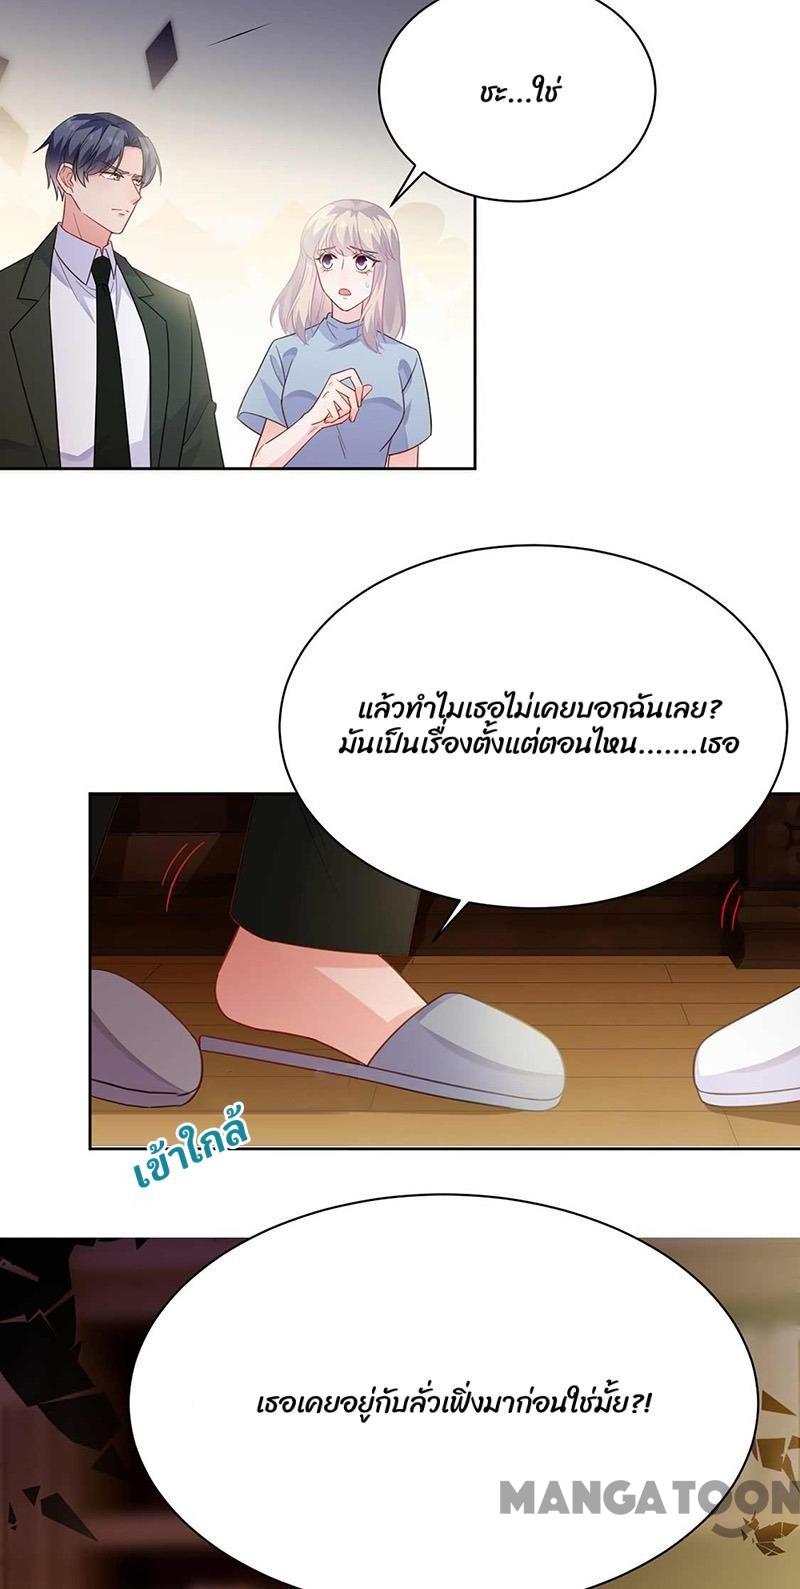 ชะ...ใช่
แล้วทำไมเธอไม่เคยบอกฉันเลย?
มันเป็นเรื่องตั้งแต่ตอนไหน.......เธอ
เข้าใกล้
เธอเคยอยู่กับลั่วเฟิ่งมาก่อนใช่มั้ย?!
MANGATOON